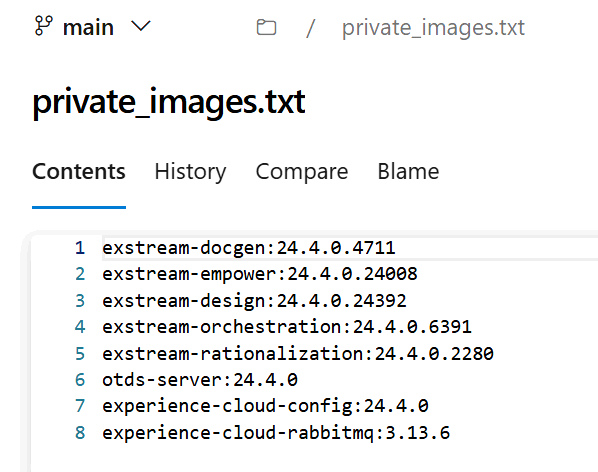 main
/ private_images.txt
private_images.txt
Contents History Compare Blame
1 exstream-docgen:24.4.0.4711
2 exstream-empower:24.4.0.24008
3 exstream-design:24.4.0.24392
4 exstream-orchestration:24.4.0.6391
5 exstream-rationalization:24.4.0.2280
6 otds-server:24.4.0
7 experience-cloud-config:24.4.0
8 experience-cloud-rabbitmq:3.13.6